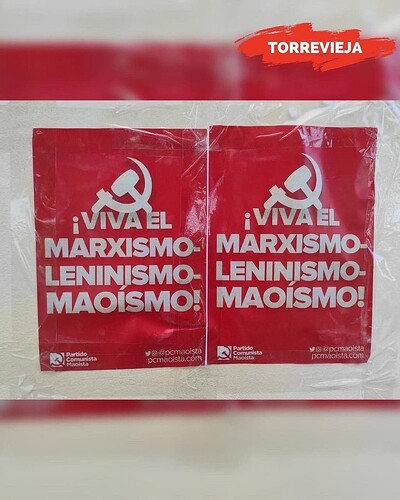 TORREVIEJA
¡VIVA EL
MARXISMO-
LENINISMO-
MAOÍSMO!
Partido
Comunista
Maoísta
@pcmaoista
pcmaoista.com
¡VIVA EL
MARXISMO-
LENINISMO-
MAOÍSMO!
Partido
Comunista
Maoísta
@pcmaoista
pcmaoista.com